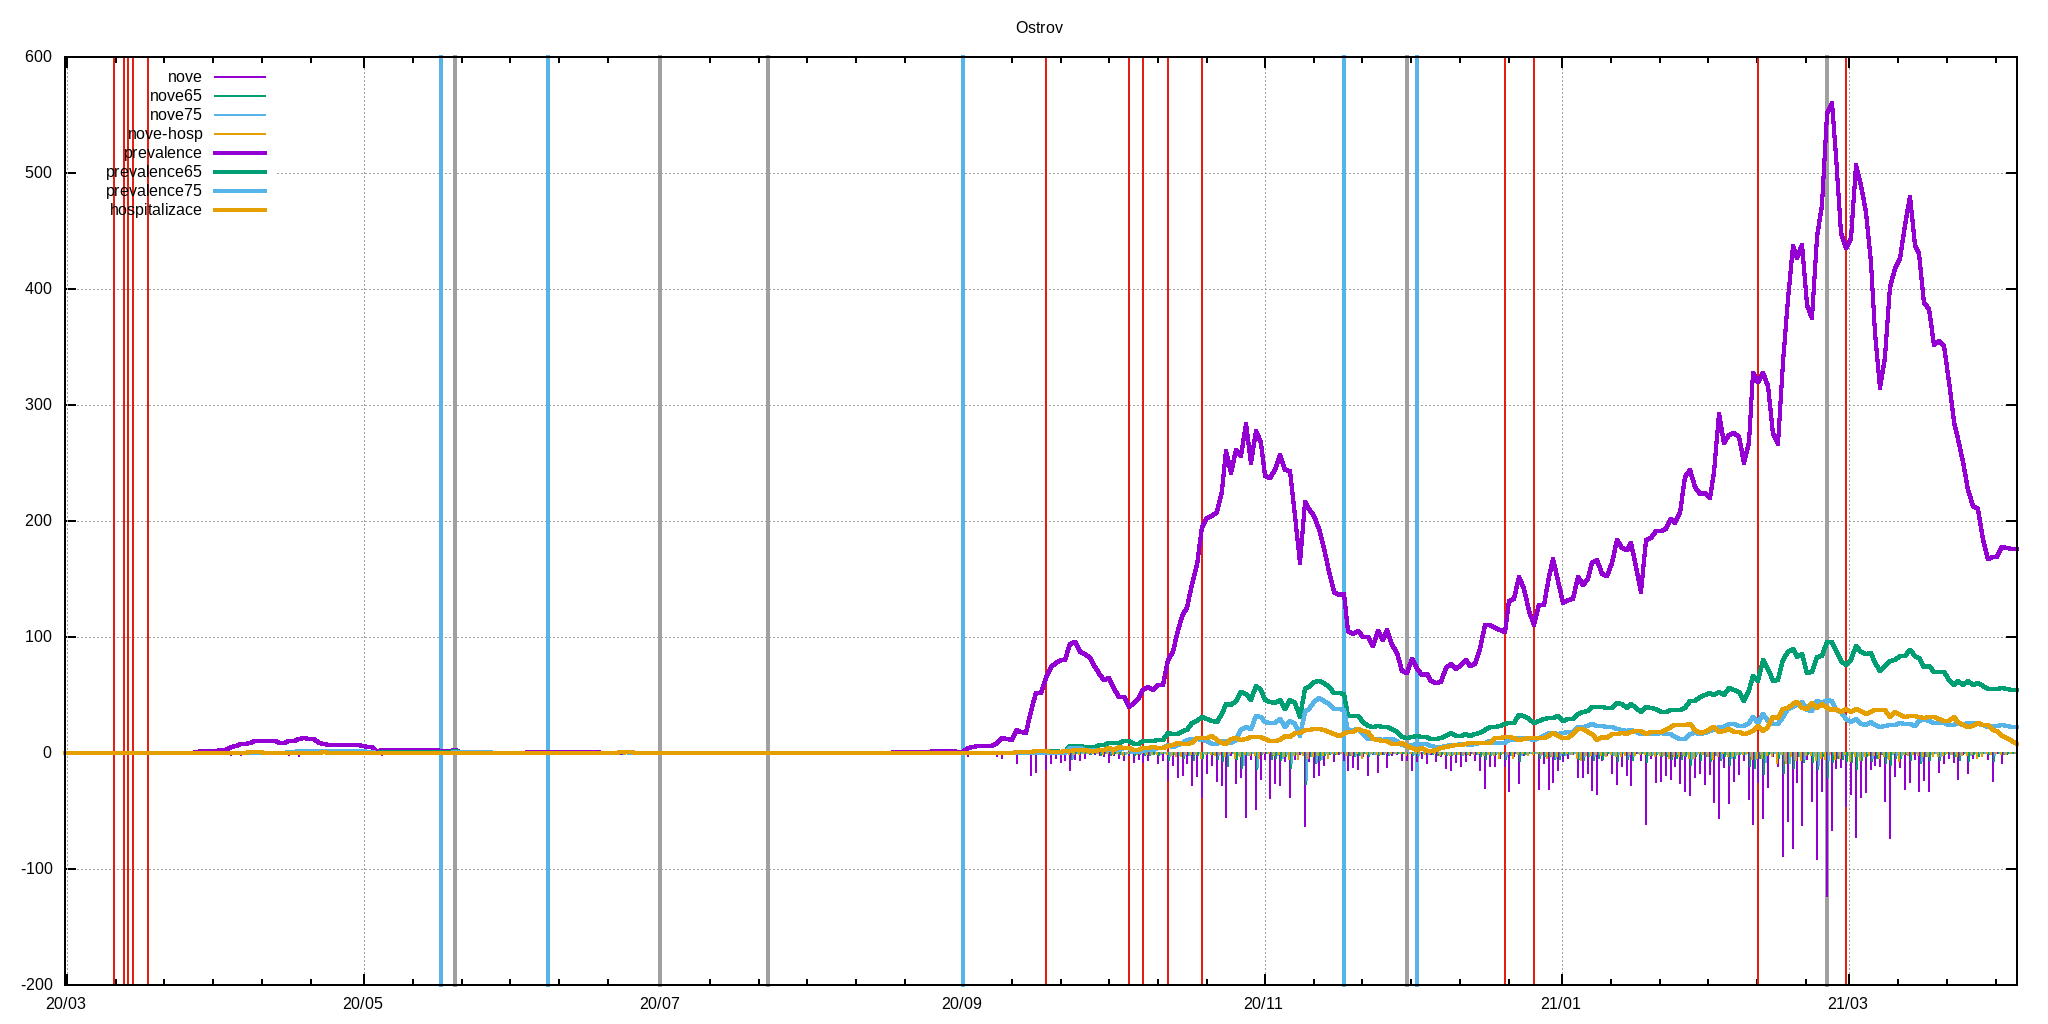 Ostrov
600
nove
nove65
nove75
nove-hosp
prevalence
prevalence65
prevalence75
hospitalizace
500
400
300
200
100
0
-100
-200
20/03 20/05 20/07 20/09 20/11 21/01 21/03